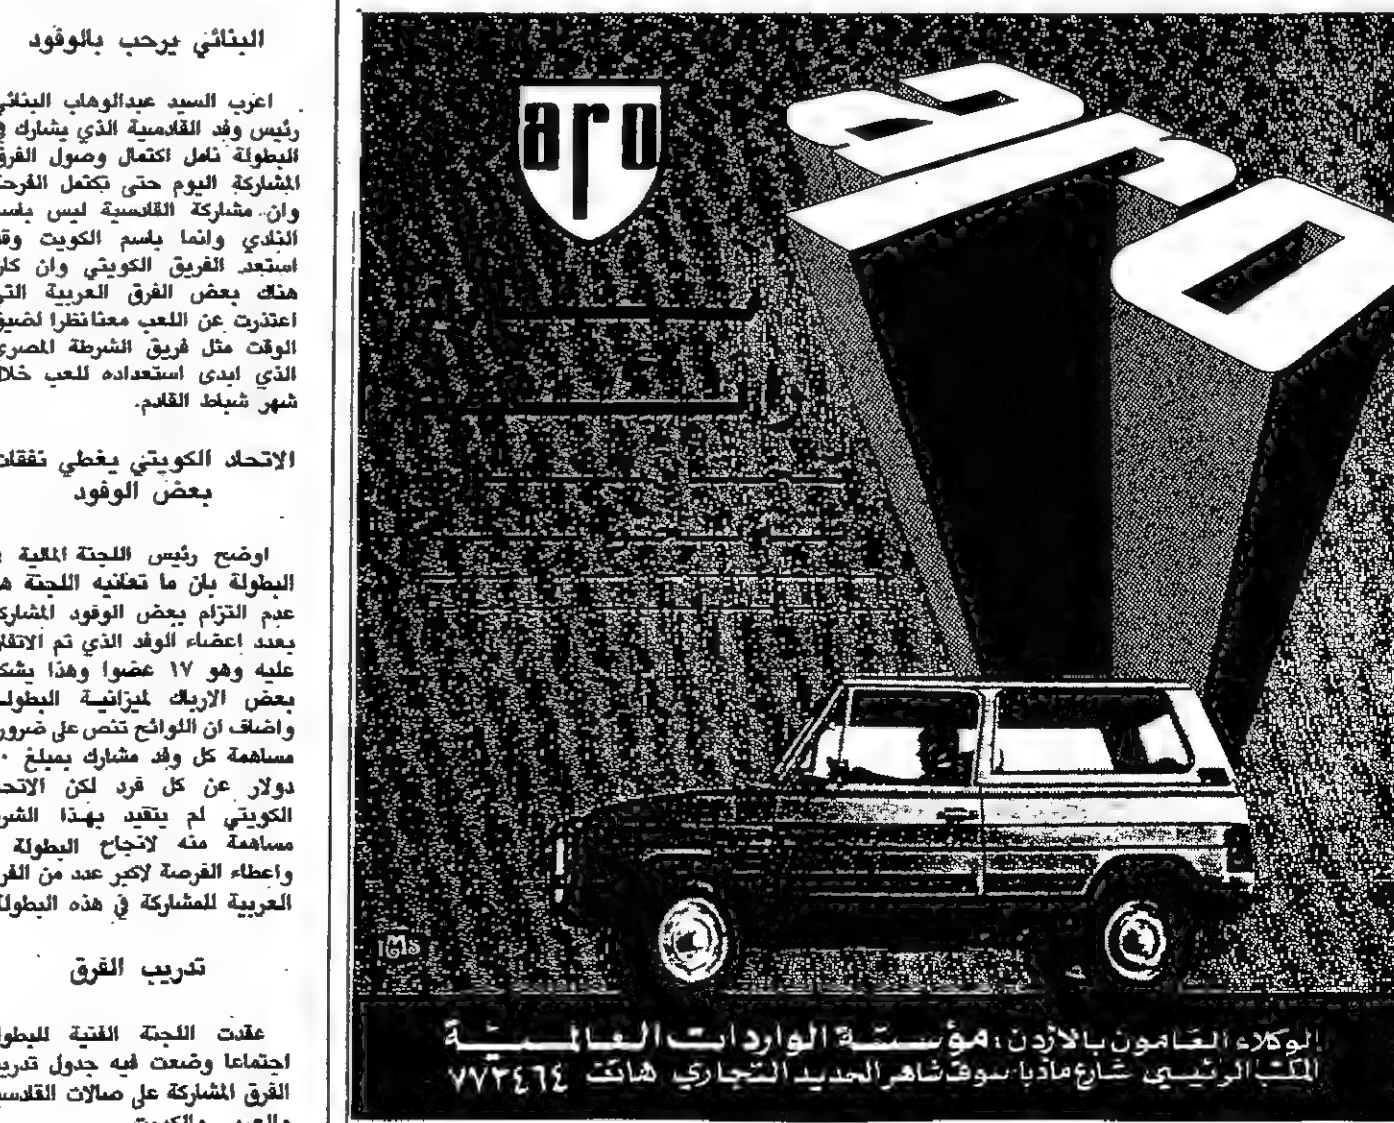 البنائي يرحب بالوفود
اعرب السيد عبدالوهاب البنائي
رئيس وفد القادسية الذي يشارك في
البطولة نامل اكتمال وصول الفرق
المشاركة اليوم حتى تكتمل الفرحة
وان مشاركة القادسية ليس باسم
النادي وانما باسم الكويت وقد
استعد الفريق الكويتي وان كان
هناك بعض الفرق العربية التي
اعتذرت عن اللعب معنا نظرا لضيق
الوقت مثل فريق الشرطة المصري
الذي ابدى استعداده للعب خلال
شهر شباط القادم.
الاتحاد الكويتي يغطي نفقات
بعض الوفود
اوضح رئيس اللجنة المالية
البطولة بان ما تعانيه اللجنة هو
عدم التزام بعض الوفود المشاركة
بعدد اعضاء الوفد الذي تم الاتفاق
عليه وهو ١٧ عضوا وهذا يشكل
بعض الارباك لميزانية البطولة
واضاف ان اللوائح تنص على ضرورة
مساهمة كل وفد مشارك بمبلغ
دولار عن كل فرد لكن الاتحاد
الكويتي لم يتقيد بهذا الشرط
مساهمة منه لانجاح البطولة
واعطاء الفرصة لاكبر عدد من الفرق
العربية للمشاركة في هذه البطولة
تدريب الفرق
عقدت اللجنة الفنية للبطولة
اجتماعا وضعت فيه جدول تدريب
الفرق المشاركة على صالات القادسية
والعربي والكويت
aro
aro
IMS
الوكلاء العامون بالاردن: مؤسسة الواردات العالمية
المكتب الرئيسي شارع مادبا سوف شاهر الحديد التجاري هاتف ٧٧٣٤٦٤